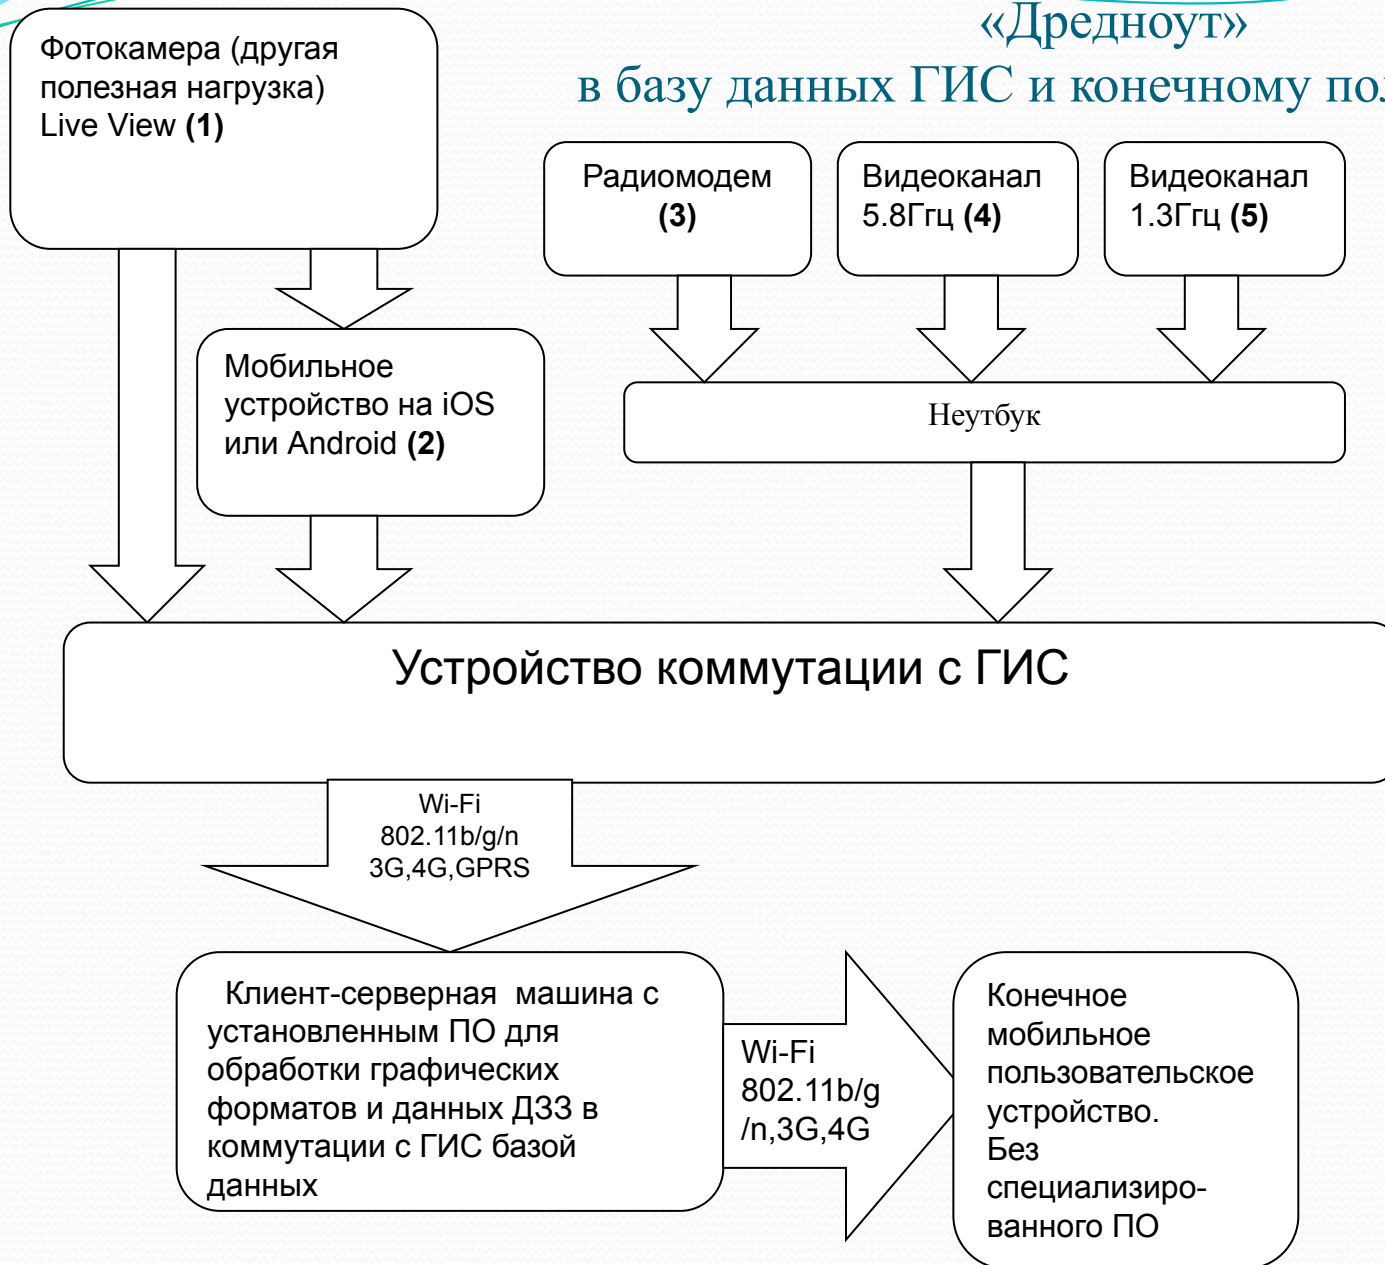 «Дредноут»
в базу данных ГИС и конечному
Фотокамера (другая
полезная нагрузка)
Live View (1)
Радиомодем
(3)
Видеоканал
5.8Ггц (4)
Видеоканал
1.3Ггц (5)
Мобильное
устройство на iOS
или Android (2)
Неутбук
Устройство коммутации с ГИС
Wi-Fi
802.11b/g/n
3G,4G,GPRS
Клиент-серверная машина с
установленным ПО для
обработки графических
форматов и данных ДЗЗ в
коммутации с ГИС базой
данных
Wi-Fi
802.11b/g
/n,3G,4G
Конечное
мобильное
пользовательское
устройство.
Без
специализиро-
ванного ПО